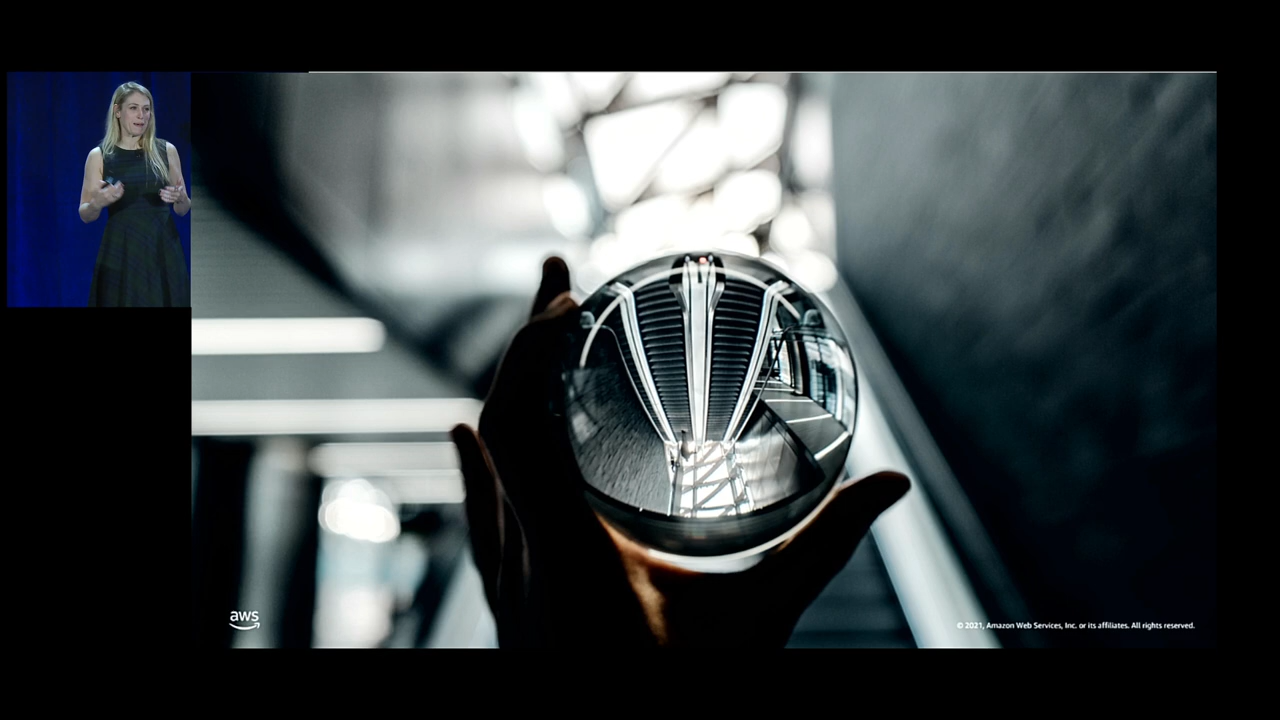 aws
© 2021, Amazon Web Services, Inc. or its affiliates. All rights reserved.